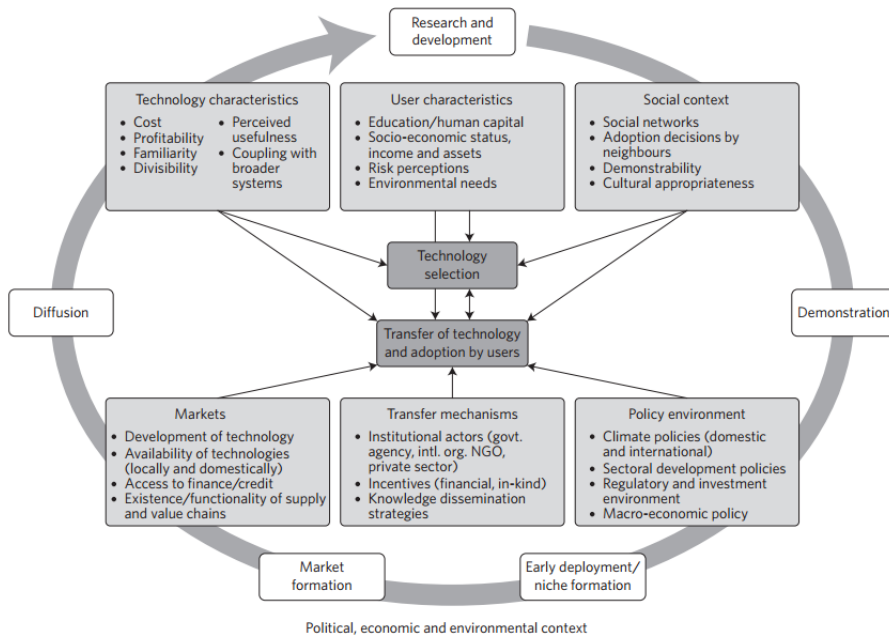 Research and
development
Technology characteristics
• Cost
• Profitability
• Familiarity
• Divisibility
• Perceived
usefulness
• Coupling with
broader
systems
User characteristics
• Education/human capital
• Socio-economic status,
income and assets
• Risk perceptions
• Environmental needs
Social context
• Social networks
• Adoption decisions by
neighbours
• Demonstrability
• Cultural appropriateness
Technology
selection
Diffusion
Transfer of technology
and adoption by users
Demonstration
Markets
• Development of technology
• Availability of technologies
(locally and domestically)
• Access to finance/credit
• Existence/functionality of supply
and value chains
Transfer mechanisms
• Institutional actors (govt.
agency, intl. org. NGO,
private sector)
• Incentives (financial, in-kind)
• Knowledge dissemination
strategies
Policy environment
• Climate policies (domestic
and international)
• Sectoral development policies
• Regulatory and investment
environment
• Macro-economic policy
Market
formation
Early deployment/
niche formation
Political, economic and environmental context